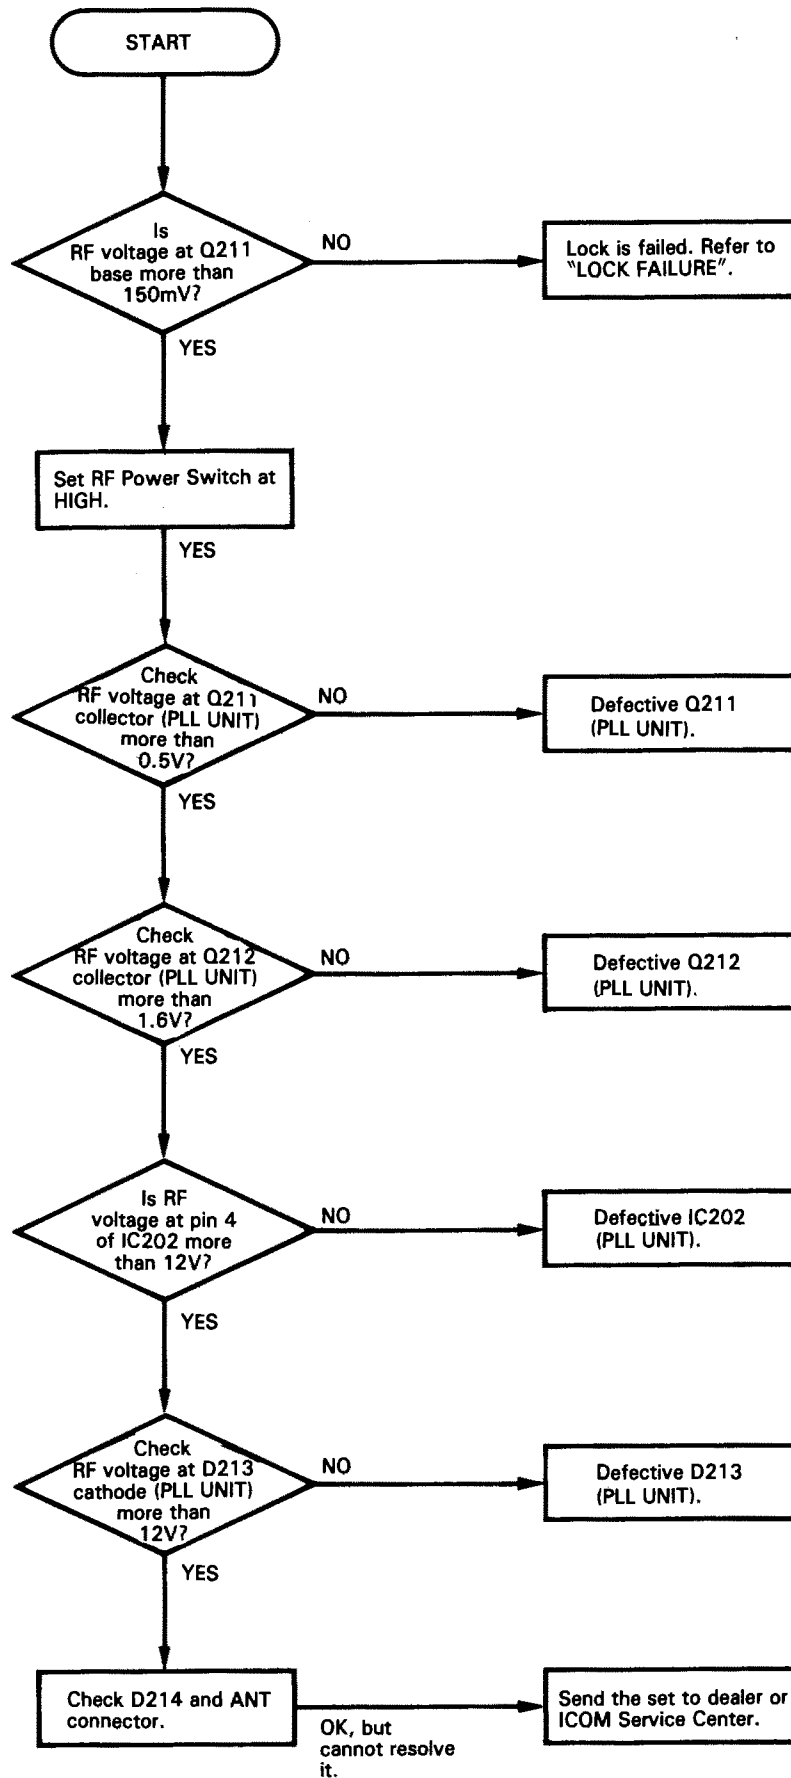 START
Is
RF voltage at Q211
base more than
150mV?
NO
Lock is failed. Refer to
"LOCK FAILURE".
YES
Set RF Power Switch at
HIGH.
YES
Check
RF voltage at Q211
collector (PLL UNIT)
more than
0.5V?
NO
Defective Q211
(PLL UNIT).
YES
Check
RF voltage at Q212
collector (PLL UNIT)
more than
1.6V?
NO
Defective Q212
(PLL UNIT).
YES
Is RF
voltage at pin 4
of IC202 more
than 12V?
NO
Defective IC202
(PLL UNIT).
YES
Check
RF voltage at D213
cathode (PLL UNIT)
more than
12V?
NO
Defective D213
(PLL UNIT).
YES
Check D214 and ANT
connector.
OK, but
cannot resolve
it.
Send the set to dealer or
ICOM Service Center.